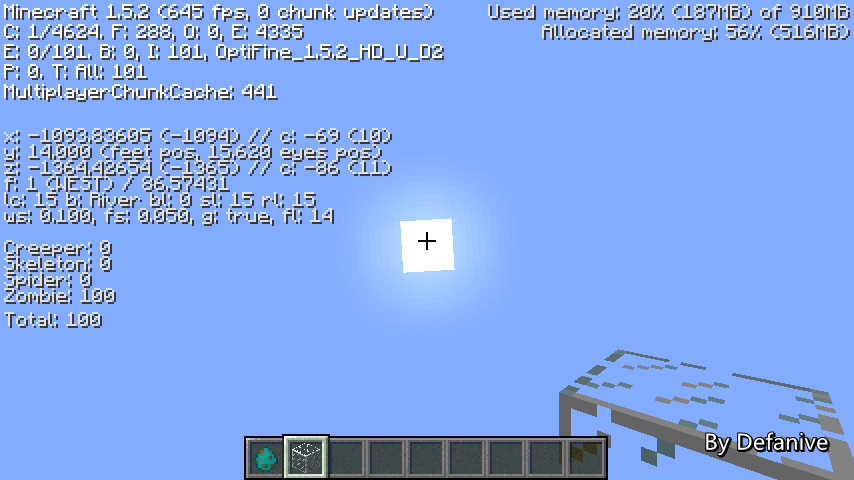 Minecraft 1.5.2 (645 fps, 0 chunk updates)
C: 1/4624, F: 288, O: 0, E: 4335
E: 0/101, B: 0, I: 101, OptiFine_1.5.2_HD_U_D2
P: 0, T: All: 101
MultiplayerChunkCache: 441
Used memory: 20% (187MB) of 910MB
Allocated memory: 56% (516MB)
x: -1093.83605 (-1094) // c: -69 (10)
y: 14.000 (feet pos, 15.620 eyes pos)
z: -1364.42654 (-1365) // c: -86 (11)
f: 1 (WEST) / 86.57431
lc: 15 b: River bl: 0 sl: 15 rl: 15
ws: 0.100, fs: 0.050, g: true, fl: 14
Creeper: 0
Skeleton: 0
Spider: 0
Zombie: 100
Total: 100
By Defanive